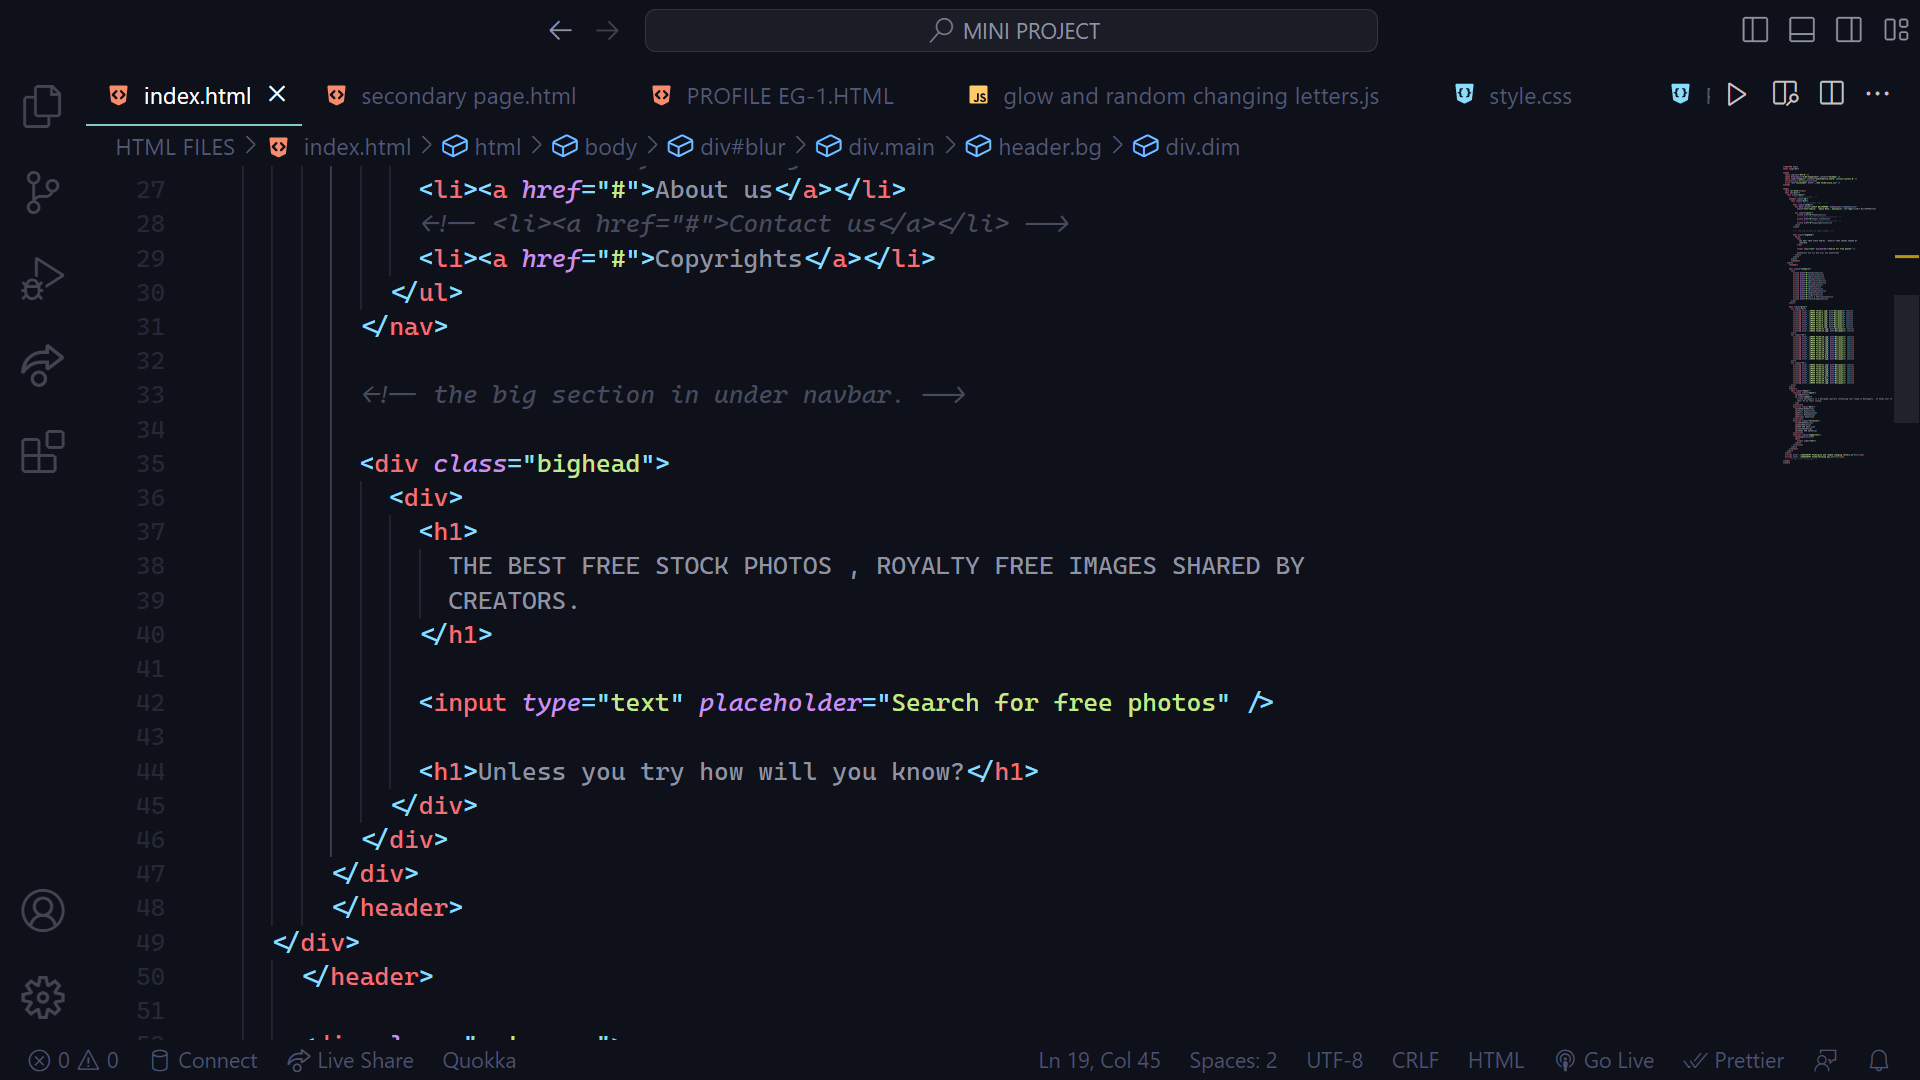 MINI PROJECT
index.html
secondary page.html
PROFILE EG-1.HTML
glow and random changing letters.js
style.css
HTML FILES > index.html > html > body > div#blur > div.main > header.bg > div.dim
27 <li><a href="#">About us</a></li>
28 <!-- <li><a href="#">Contact us</a></li> -->
29 <li><a href="#">Copyrights</a></li>
30 </ul>
31 </nav>
32
33 <!-- the big section in under navbar. -->
34
35 <div class="bighead">
36 <div>
37 <h1>
38 THE BEST FREE STOCK PHOTOS , ROYALTY FREE IMAGES SHARED BY
39 CREATORS.
40 </h1>
41
42 <input type="text" placeholder="Search for free photos" />
43
44 <h1>Unless you try how will you know?</h1>
45 </div>
46 </div>
47 </div>
48 </header>
49 </div>
50 </header>
51
0 0 Connect Live Share Quokka Ln 19, Col 45 Spaces: 2 UTF-8 CRLF HTML Go Live Prettier